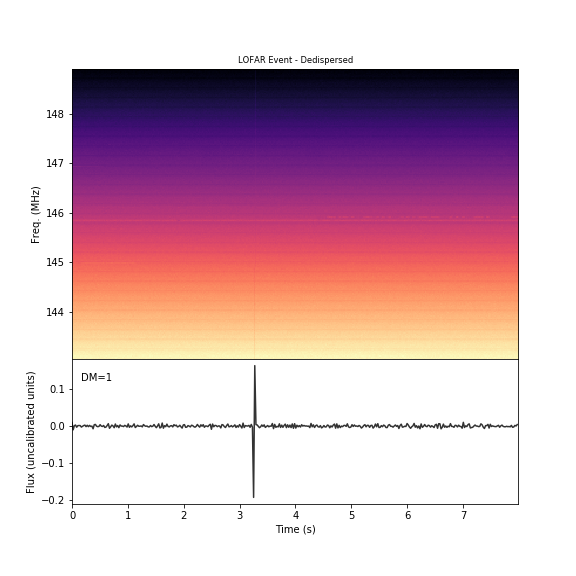 LOFAR Event - Dedispersed
148
147
146
145
144
Freq. (MHz)
DM=1
0.1
0.0
−0.1
−0.2
Flux (uncalibrated units)
0 1 2 3 4 5 6 7
Time (s)